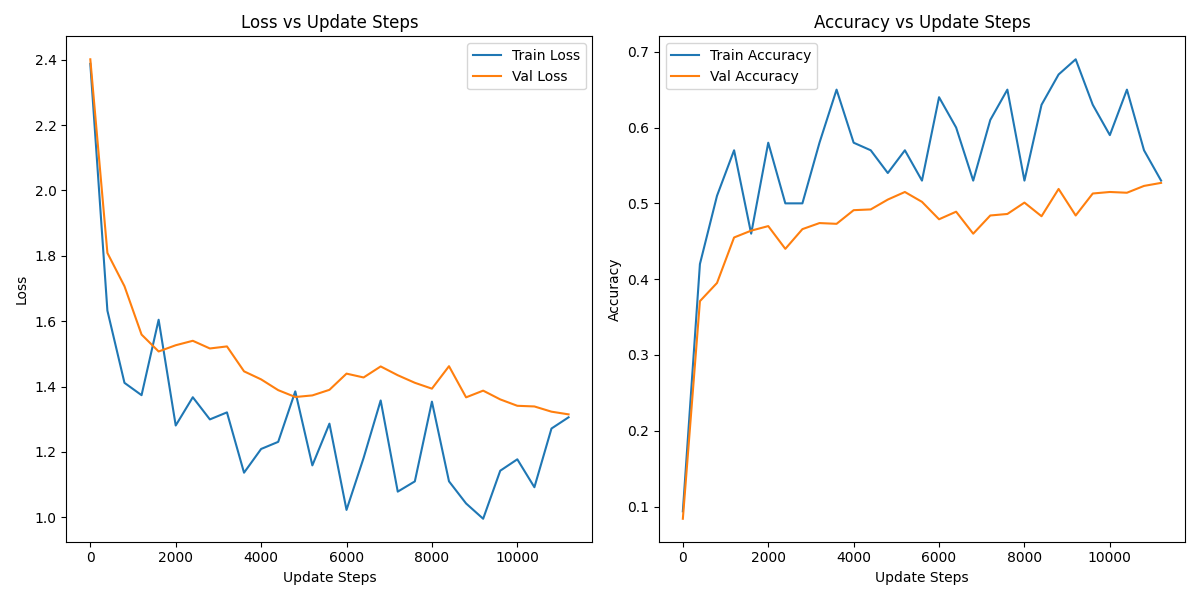 Loss vs Update Steps
Train Loss
Val Loss
2.4
2.2
2.0
1.8
1.6
1.4
1.2
1.0
Loss
0 2000 4000 6000 8000 10000
Update Steps
Accuracy vs Update Steps
Train Accuracy
Val Accuracy
0.7
0.6
0.5
0.4
0.3
0.2
0.1
Accuracy
0 2000 4000 6000 8000 10000
Update Steps